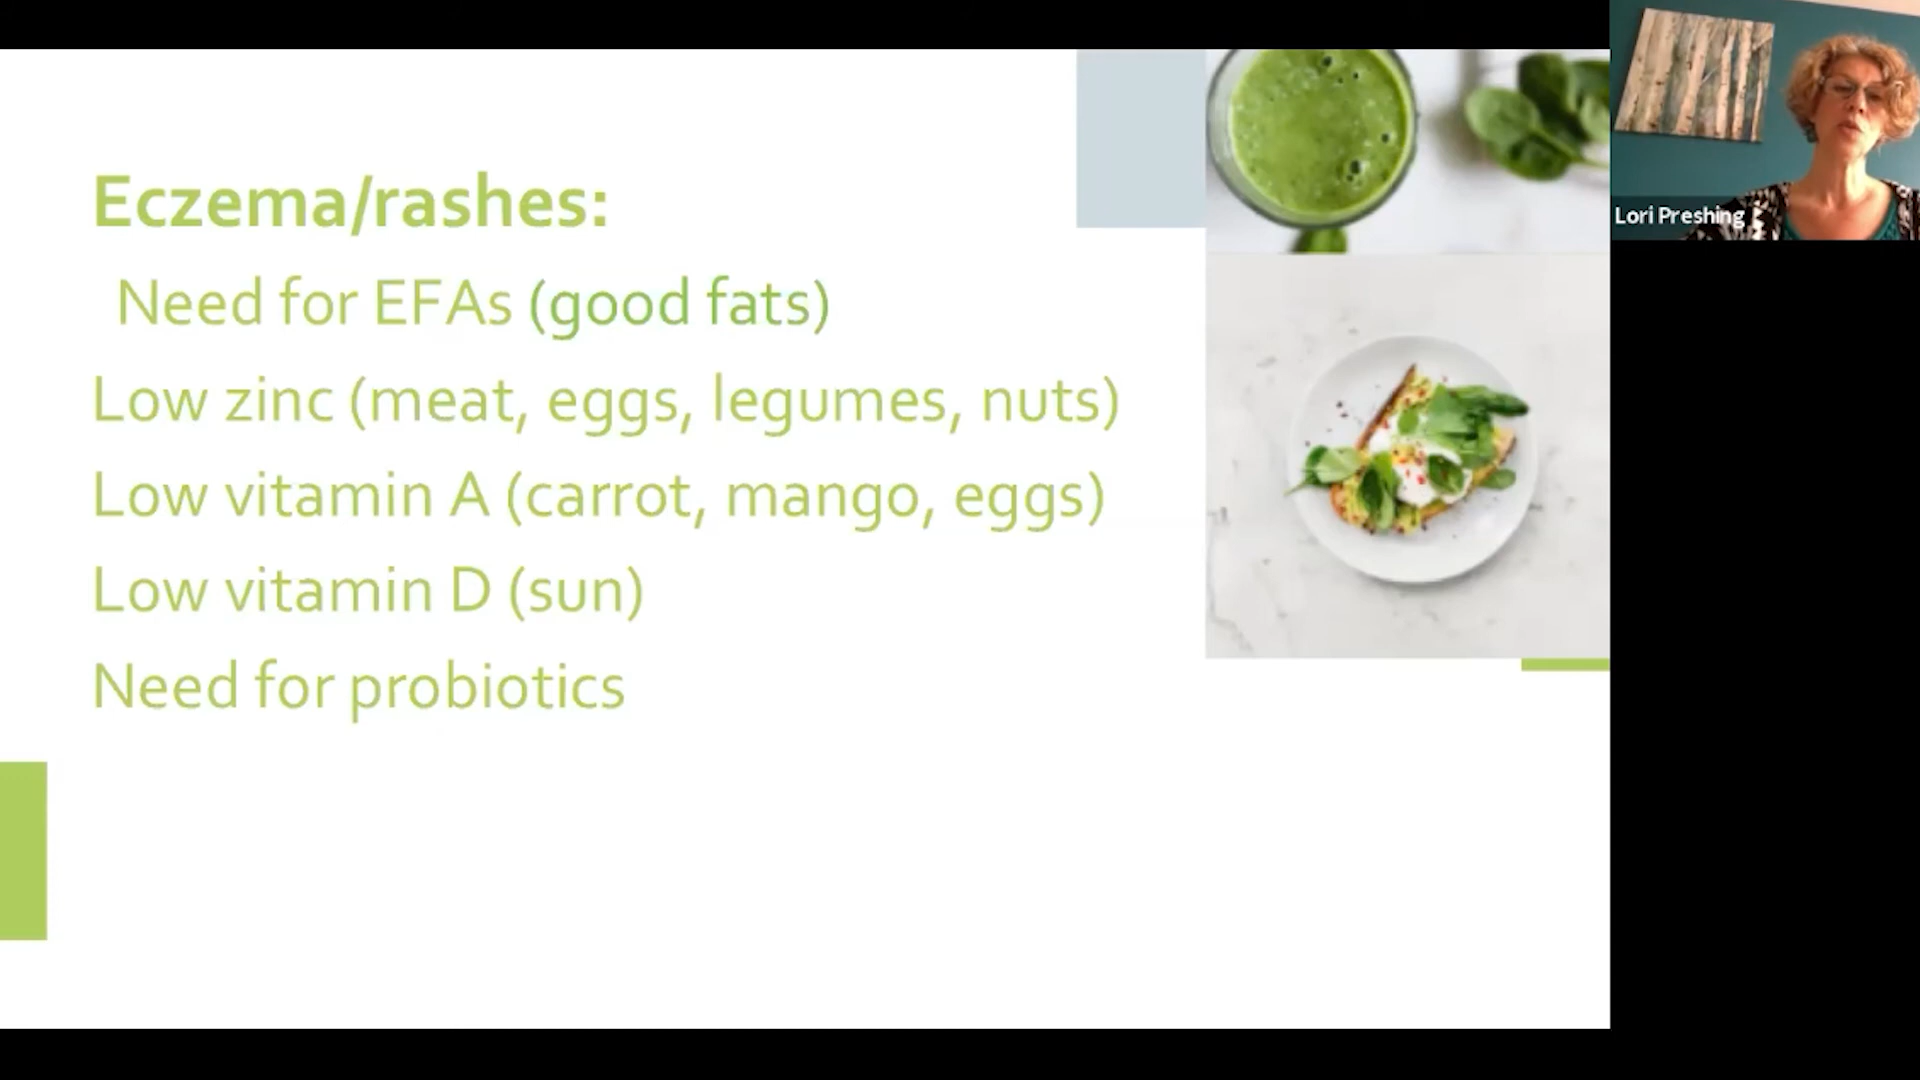 Eczema/rashes:
Need for EFAs (good fats)
Low zinc (meat, eggs, legumes, nuts)
Low vitamin A (carrot, mango, eggs)
Low vitamin D (sun)
Need for probiotics
Lori Preshing